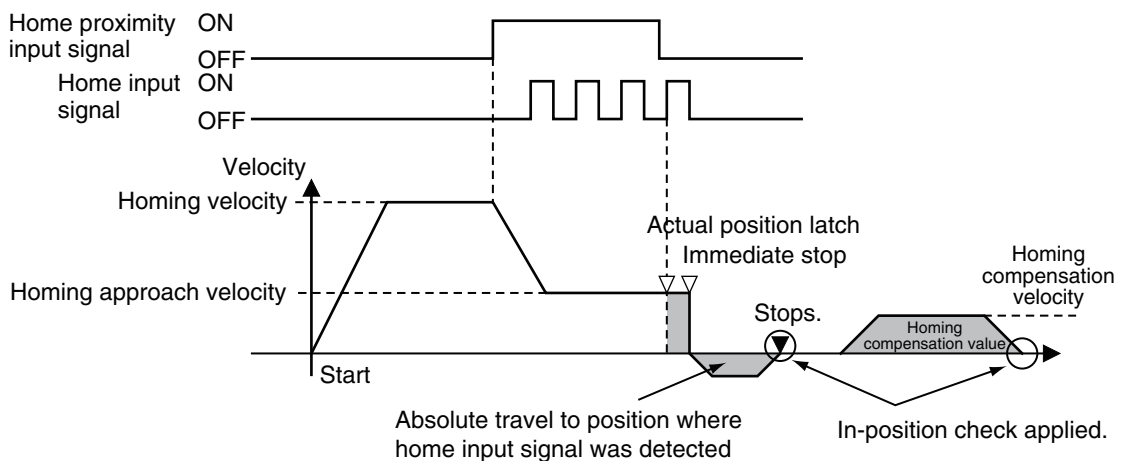 Home proximity
input signal
ON
OFF
Home input
signal
ON
OFF
Velocity
Homing velocity
Actual position latch
Immediate stop
Homing
compensation
velocity
Homing approach velocity
Stops.
Homing
compensation value
Start
Absolute travel to position where
home input signal was detected
In-position check applied.